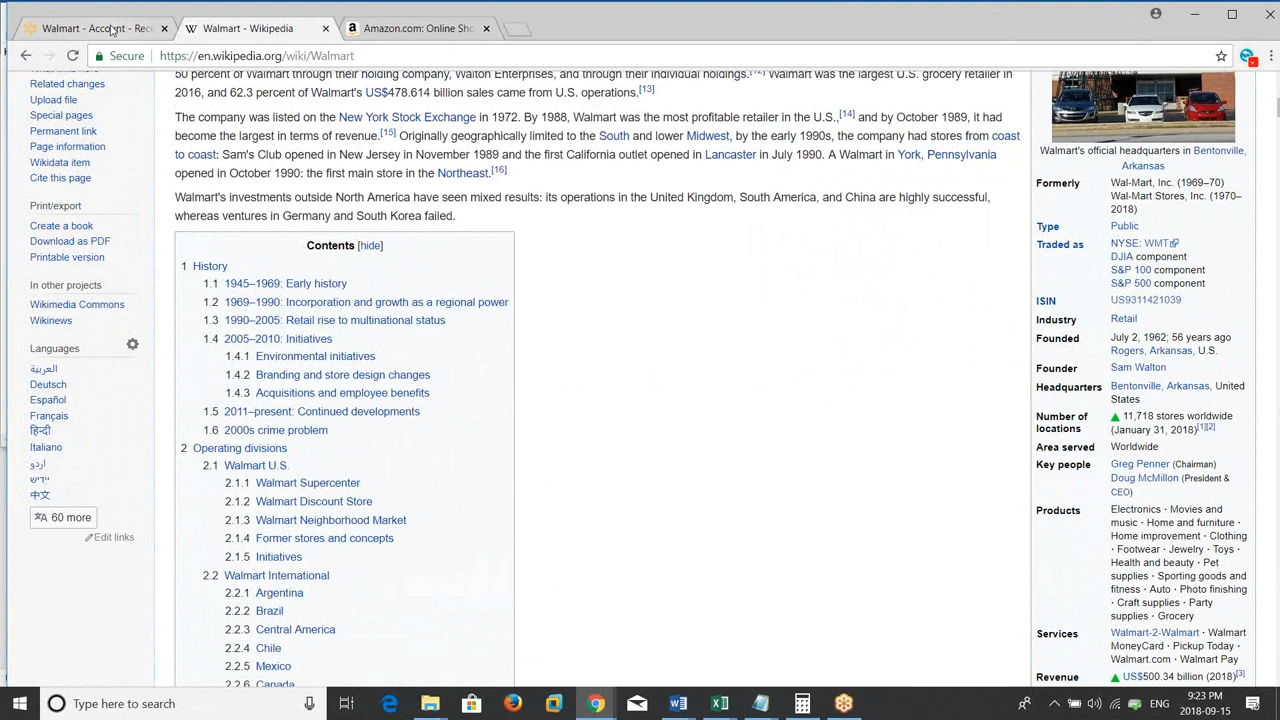 Walmart - Account - Rece
Walmart - Wikipedia
Amazon.com: Online Sho
Secure
https://en.wikipedia.org/wiki/Walmart
Related changes
Upload file
Special pages
Permanent link
Page information
Wikidata item
Cite this page
Print/export
Create a book
Download as PDF
Printable version
In other projects
Wikimedia Commons
Wikinews
Languages
العربية
Deutsch
Español
Français
हिन्दी
Italiano
اردو
ייִדיש
中文
60 more
Edit links
50 percent of Walmart through their holding company, Walton Enterprises, and through their individual holdings.[12] Walmart was the largest U.S. grocery retailer in
2016, and 62.3 percent of Walmart's US$478.614 billion sales came from U.S. operations.[13]
The company was listed on the New York Stock Exchange in 1972. By 1988, Walmart was the most profitable retailer in the U.S.,[14] and by October 1989, it had
become the largest in terms of revenue.[15] Originally geographically limited to the South and lower Midwest, by the early 1990s, the company had stores from coast
to coast: Sam's Club opened in New Jersey in November 1989 and the first California outlet opened in Lancaster in July 1990. A Walmart in York, Pennsylvania
opened in October 1990: the first main store in the Northeast.[16]
Walmart's investments outside North America have seen mixed results: its operations in the United Kingdom, South America, and China are highly successful,
whereas ventures in Germany and South Korea failed.
Contents [hide]
1 History
1.1 1945–1969: Early history
1.2 1969–1990: Incorporation and growth as a regional power
1.3 1990–2005: Retail rise to multinational status
1.4 2005–2010: Initiatives
1.4.1 Environmental initiatives
1.4.2 Branding and store design changes
1.4.3 Acquisitions and employee benefits
1.5 2011–present: Continued developments
1.6 2000s crime problem
2 Operating divisions
2.1 Walmart U.S.
2.1.1 Walmart Supercenter
2.1.2 Walmart Discount Store
2.1.3 Walmart Neighborhood Market
2.1.4 Former stores and concepts
2.1.5 Initiatives
2.2 Walmart International
2.2.1 Argentina
2.2.2 Brazil
2.2.3 Central America
2.2.4 Chile
2.2.5 Mexico
2.2.6 Canada
Walmart's official headquarters in Bentonville,
Arkansas
Formerly Wal-Mart, Inc. (1969–70)
Wal-Mart Stores, Inc. (1970–
2018)
Type Public
Traded as NYSE: WMT
DJIA component
S&P 100 component
S&P 500 component
ISIN US9311421039
Industry Retail
Founded July 2, 1962; 56 years ago
Rogers, Arkansas, U.S.
Founder Sam Walton
Headquarters Bentonville, Arkansas, United
States
Number of locations 11,718 stores worldwide
(January 31, 2018)[1][2]
Area served Worldwide
Key people Greg Penner (Chairman)
Doug McMillon (President &
CEO)
Products Electronics · Movies and
music · Home and furniture ·
Home improvement · Clothing
· Footwear · Jewelry · Toys ·
Health and beauty · Pet
supplies · Sporting goods and
fitness · Auto · Photo finishing
· Craft supplies · Party
supplies · Grocery
Services Walmart-2-Walmart · Walmart
MoneyCard · Pickup Today ·
Walmart.com · Walmart Pay
Revenue US$500.34 billion (2018)[3]
Type here to search
ENG
9:23 PM
2018-09-15